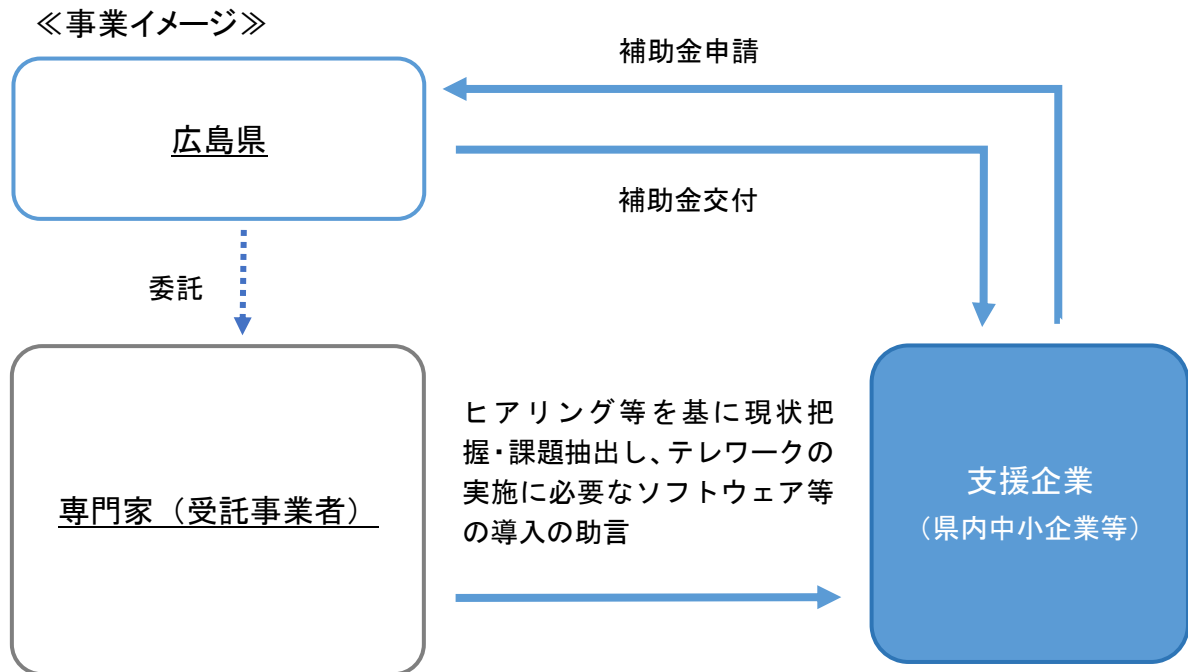 ≪事業イメージ≫
補助金申請
広島県
補助金交付
委託
ヒアリング等を基に現状把
握・課題抽出し、テレワークの
実施に必要なソフトウェア等
の導入の助言
専門家（受託事業者）
支援企業
（県内中小企業等）